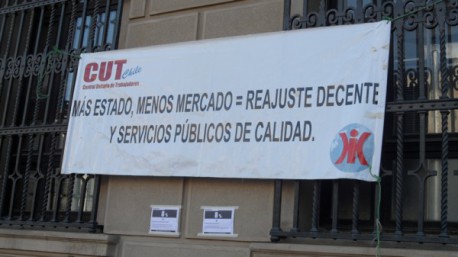 CUT Chile
Central Unitaria de Trabajadores
MÁS ESTADO, MENOS MERCADO = REAJUSTE DECENTE
Y SERVICIOS PÚBLICOS DE CALIDAD.